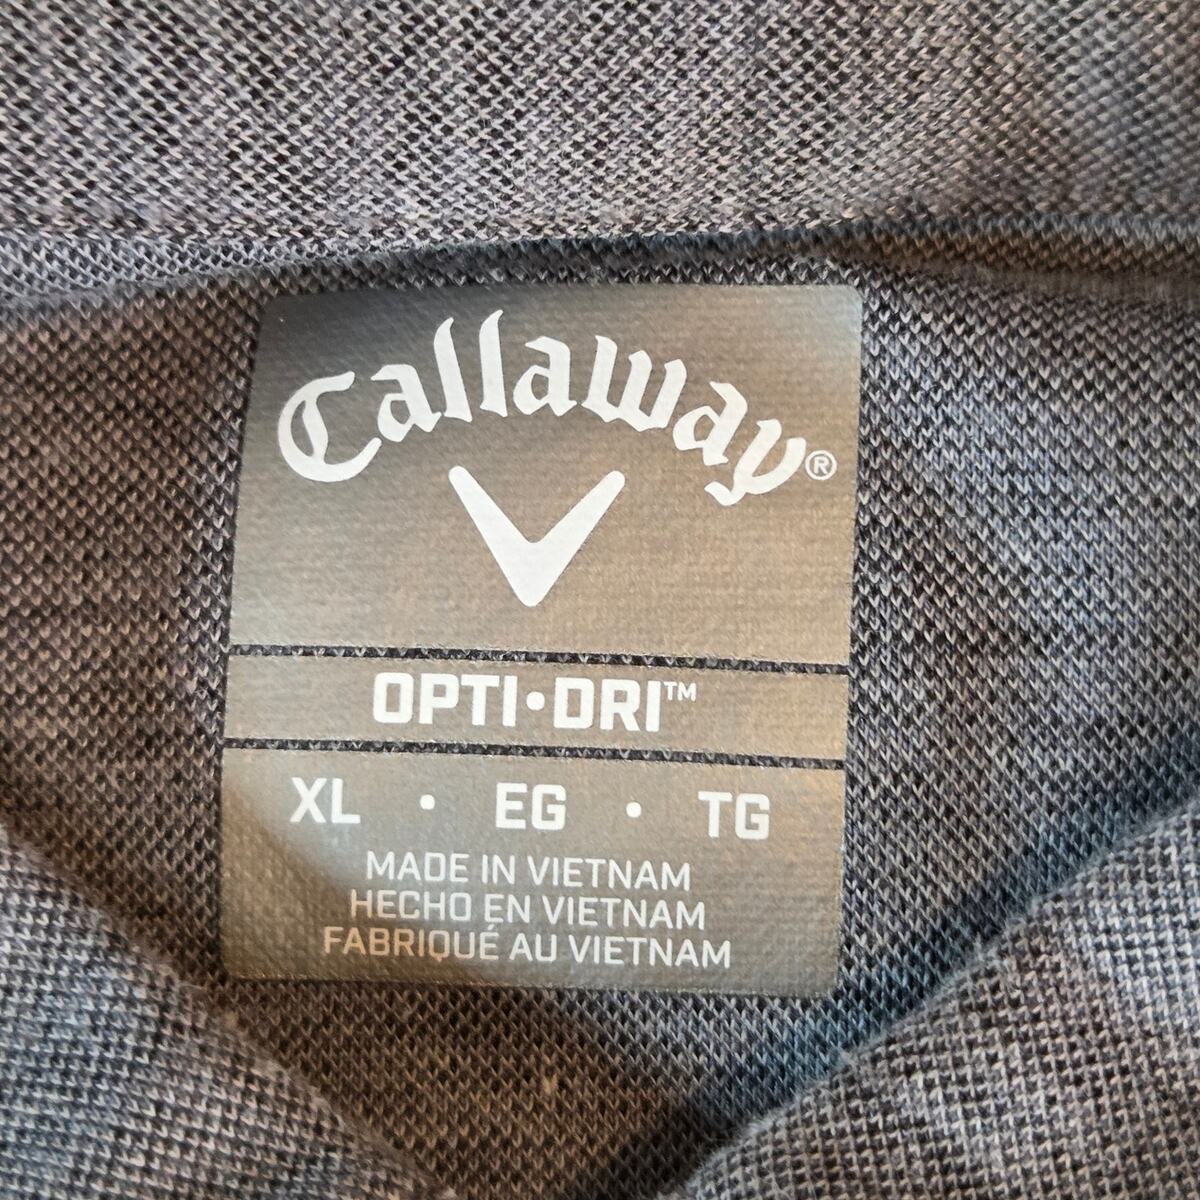 Callaway®
OPTI•DRI™
XL • EG • TG
MADE IN VIETNAM
HECHO EN VIETNAM
FABRIQUÉ AU VIETNAM